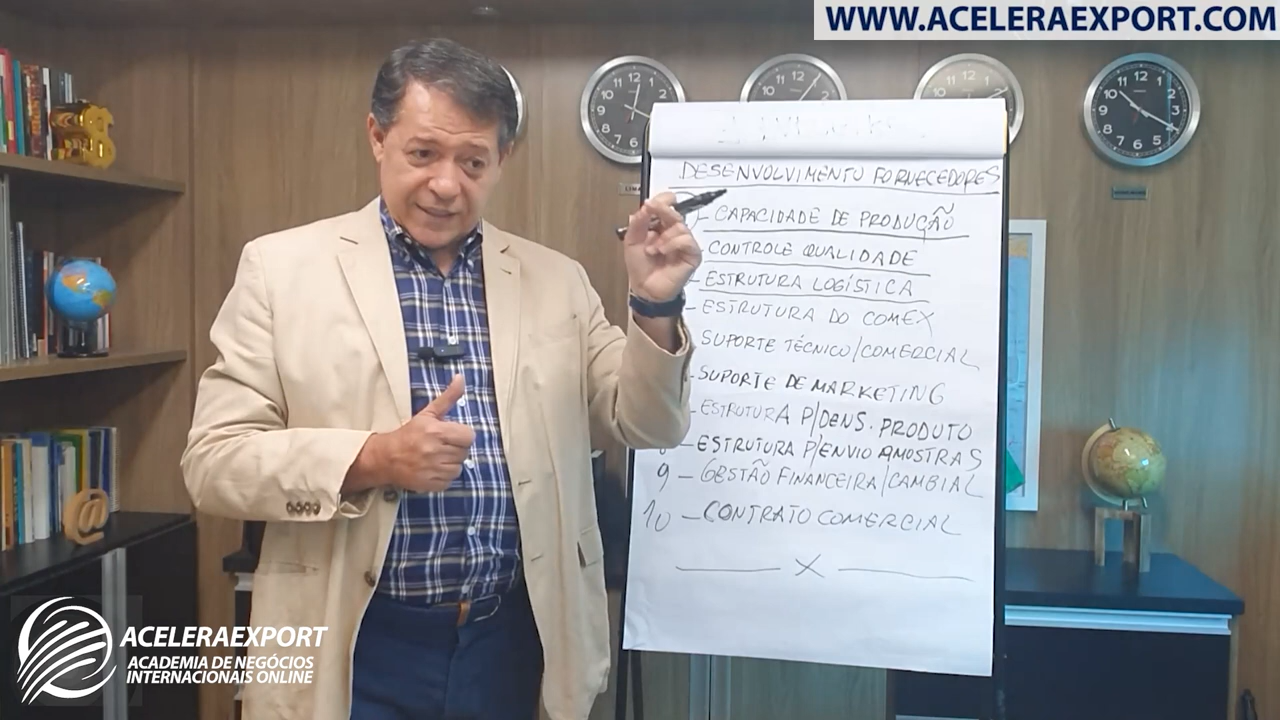 WWW.ACELERAEXPORT.COM
DESENVOLVIMENTO FORNECEDORES
- CAPACIDADE DE PRODUÇÃO
- CONTROLE QUALIDADE
- ESTRUTURA LOGÍSTICA
- ESTRUTURA DO COMEX
SUPORTE TÉCNICO/COMERCIAL
- SUPORTE DE MARKETING
- ESTRUTURA P/DENS. PRODUTO
- ESTRUTURA P/ENVIO AMOSTRAS
9 - GESTÃO FINANCEIRA/CAMBIAL
10 - CONTRATO COMERCIAL
X
ACELERAEXPORT
ACADEMIA DE NEGÓCIOS
INTERNACIONAIS ONLINE